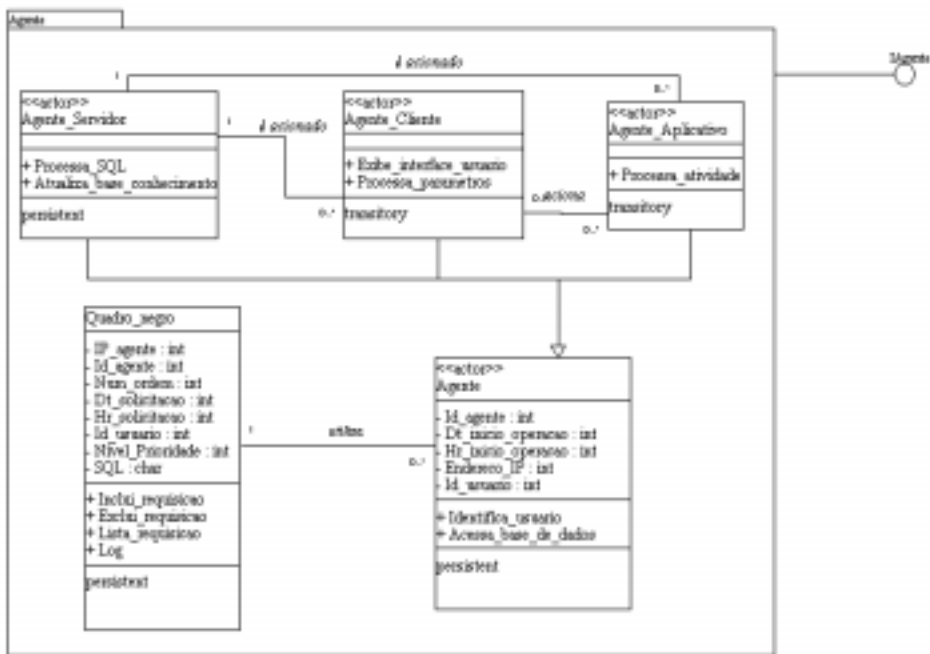 Agente
IAgente
é acionado
1
0..*
<<actor>>
Agente_Servidor
+ Processa_SQL
+ Atualiza_base_conhecimento
persistent
1
é acionado
0..*
<<actor>>
Agente_Cliente
+ Exibe_interface_usuario
+ Processa_parametros
transitory
aciona
0..*
<<actor>>
Agente_Aplicativo
+ Processa_atividade
transitory
Quadro_negro
- IP_agente : int
- Id_agente : int
- Num_ordem : int
- Dt_solicitacao : int
- Hr_solicitacao : int
- Id_usuario : int
- Nivel_Prioridade : int
- SQL : char
+ Inclui_requisicao
+ Exclui_requisicao
+ Lista_requisicao
+ Log
persistent
1
utiliza
0..*
<<actor>>
Agente
- Id_agente : int
- Dt_inicio_operacao : int
- Hr_inicio_operacao : int
- Endereco_IP : int
- Id_usuario : int
+ Identifica_usuario
+ Acessa_base_de_dados
persistent